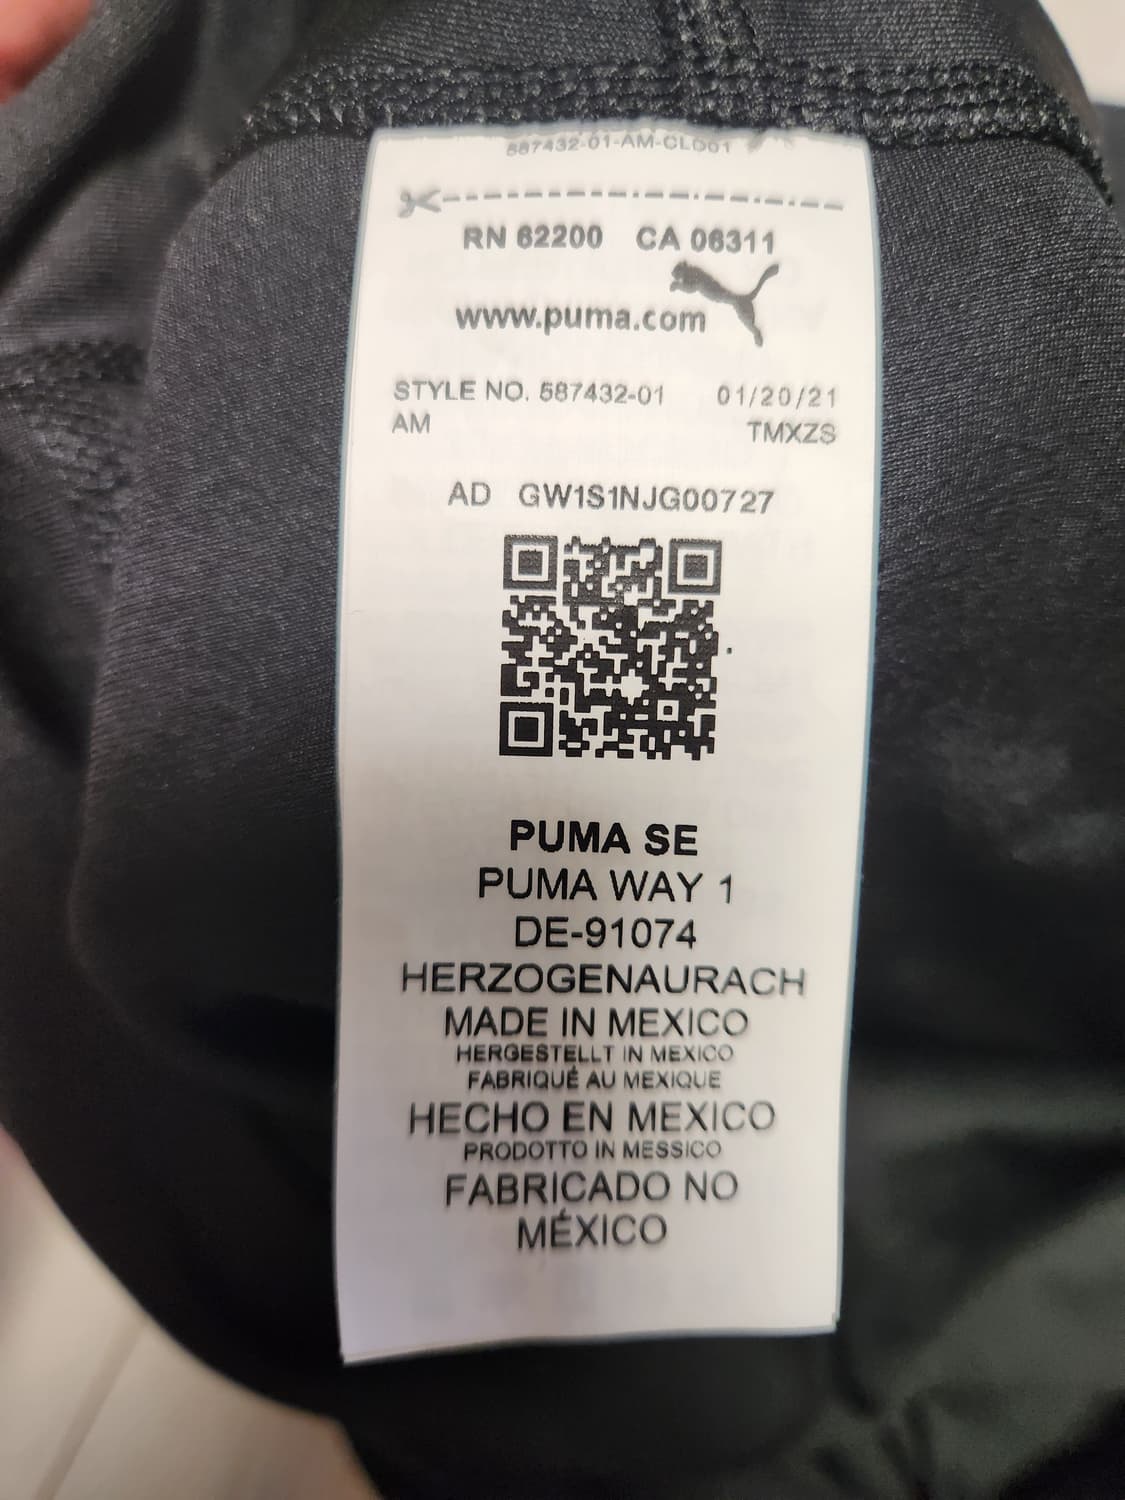 587432-01-AM-CLO01
RN 62200 CA 06311
www.puma.com
STYLE NO. 587432-01 01/20/21
AM TMXZS
AD GW1S1NJG00727
PUMA SE
PUMA WAY 1
DE-91074
HERZOGENAURACH
MADE IN MEXICO
HERGESTELLT IN MEXICO
FABRIQUÉ AU MEXIQUE
HECHO EN MEXICO
PRODOTTO IN MESSICO
FABRICADO NO
MÉXICO